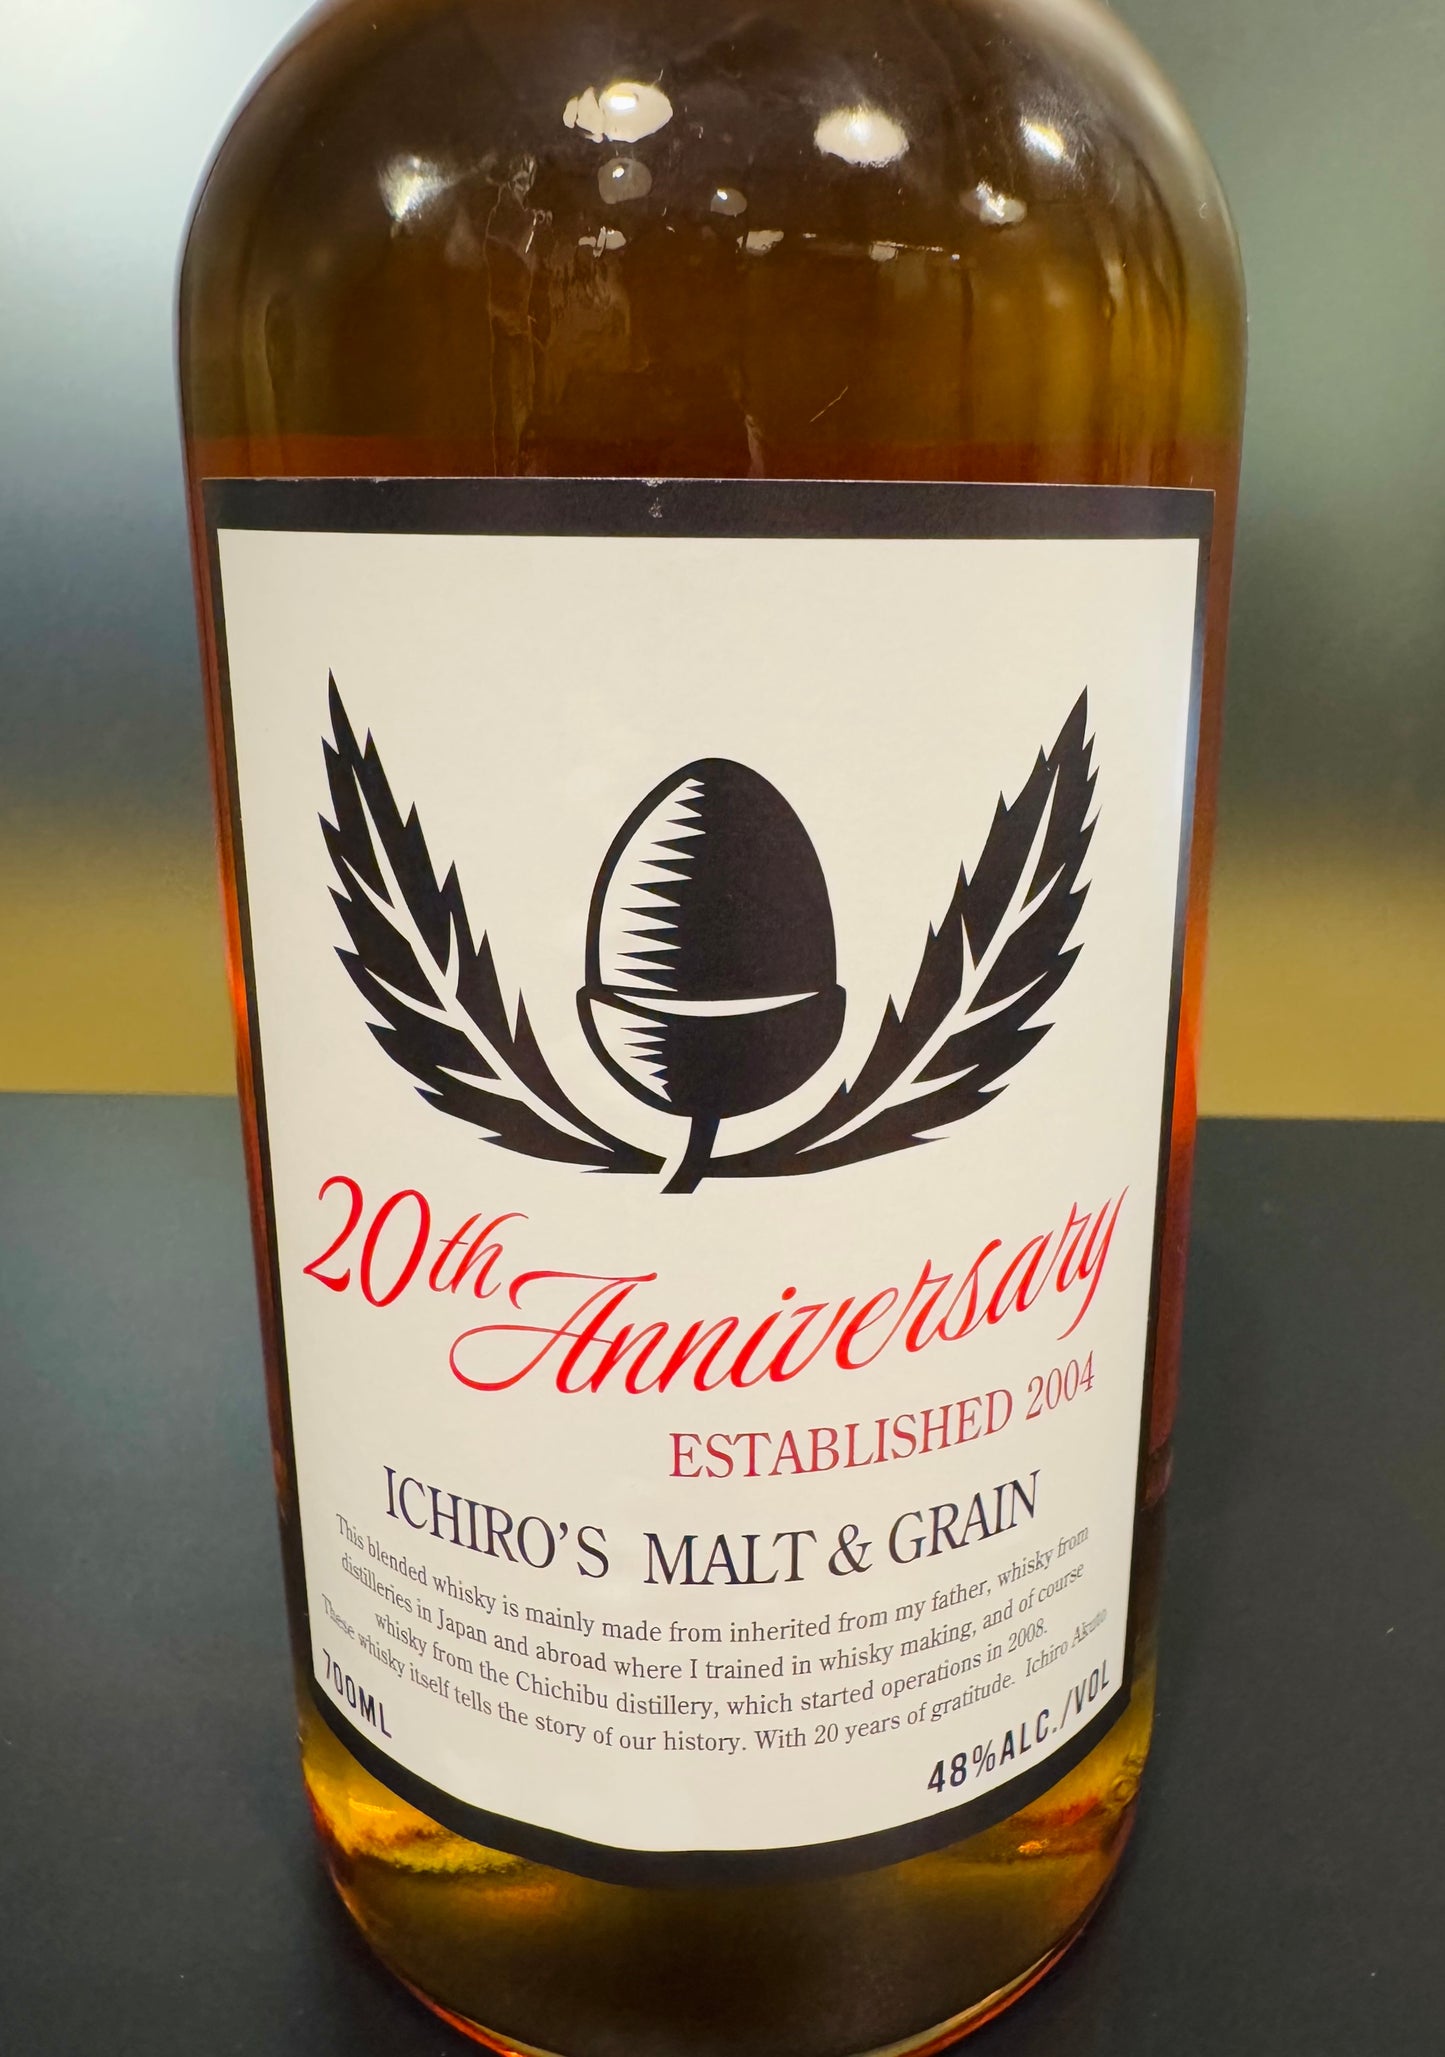 20th Anniversary
ESTABLISHED 2004
ICHIRO'S MALT & GRAIN
This blended whisky is mainly made from inherited from my father, whisky from
distilleries in Japan and abroad where I trained in whisky making, and of course
whisky from the Chichibu distillery, which started operations in 2008.
These whisky itself tells the story of our history. With 20 years of gratitude. Ichiro Akuto
700ML
48%ALC./VOL